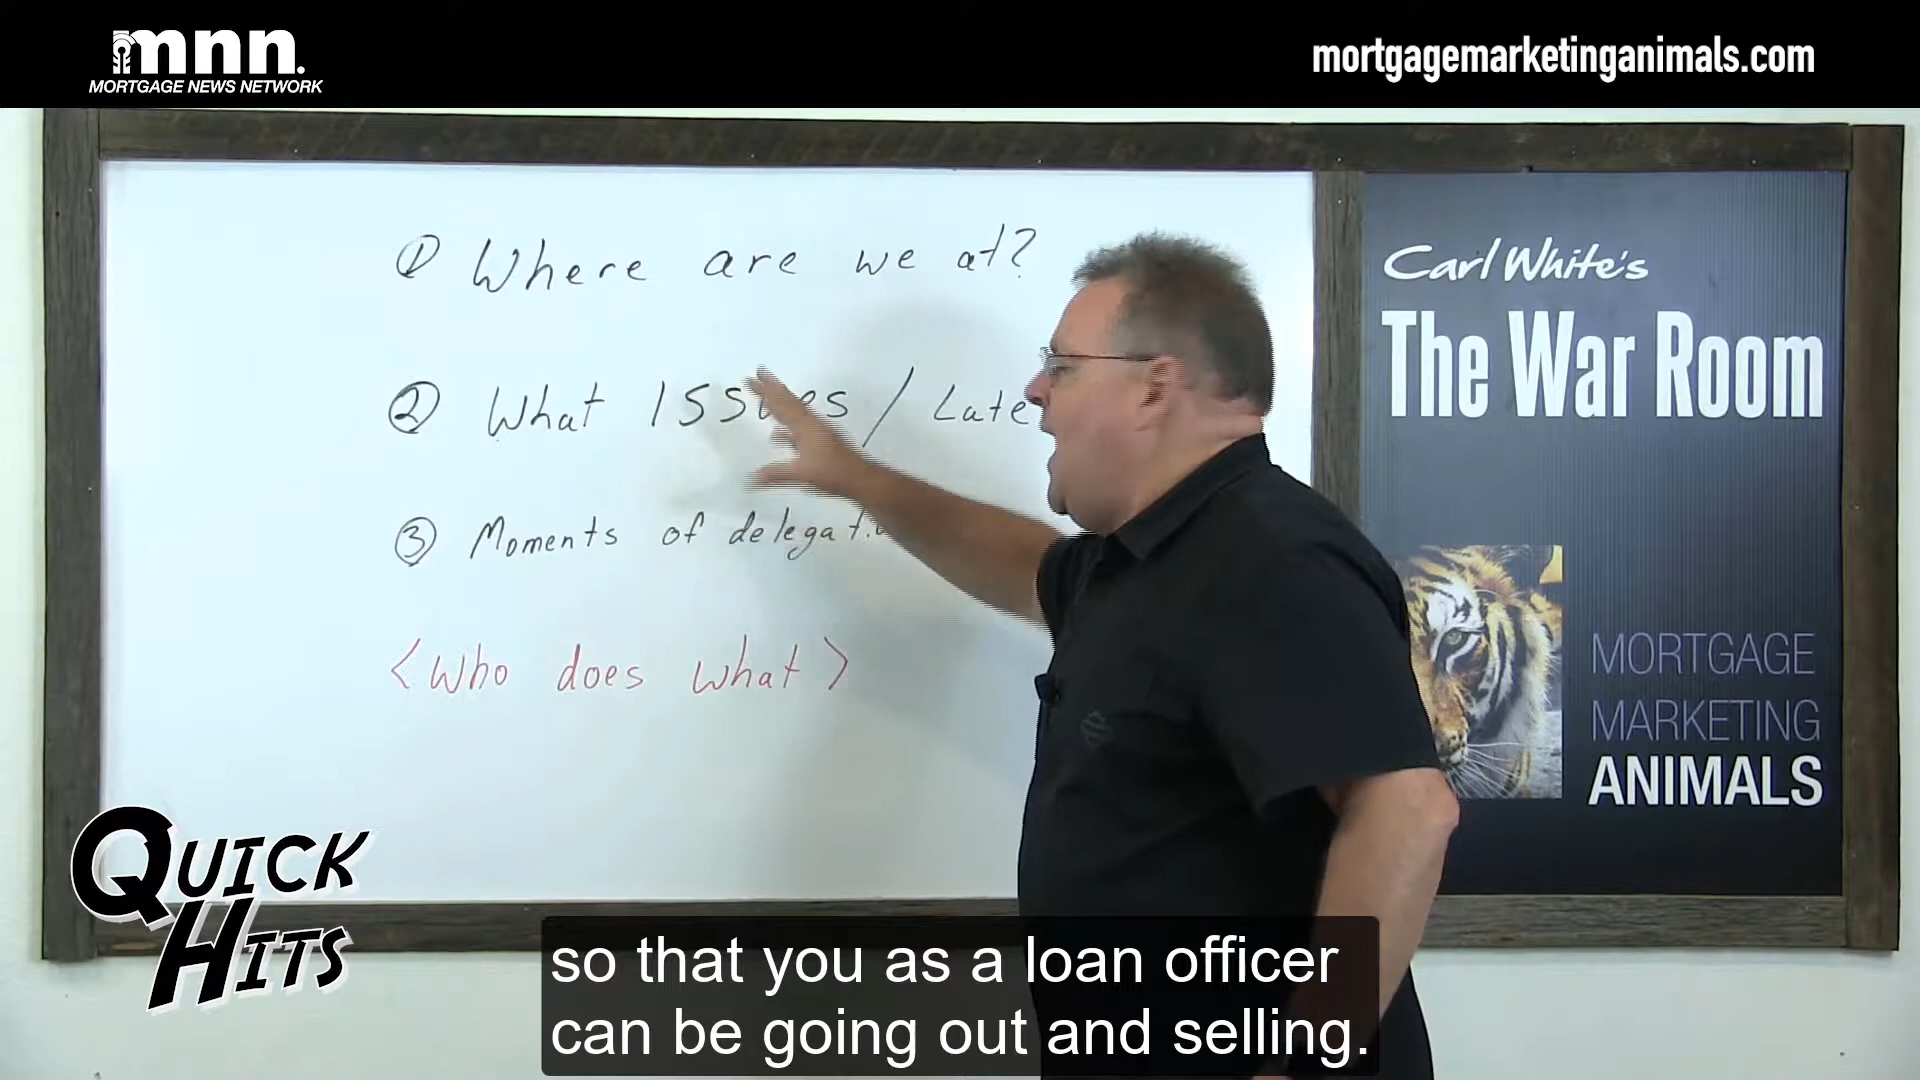 mnn.
MORTGAGE NEWS NETWORK
mortgagemarketinganimals.com
① Where are we at?
② What Issues / Late
③ Moments of
<Who does what>
Carl White's
The War Room
MORTGAGE
MARKETING
ANIMALS
QUICK
HITS
so that you as a loan officer
can be going out and selling.